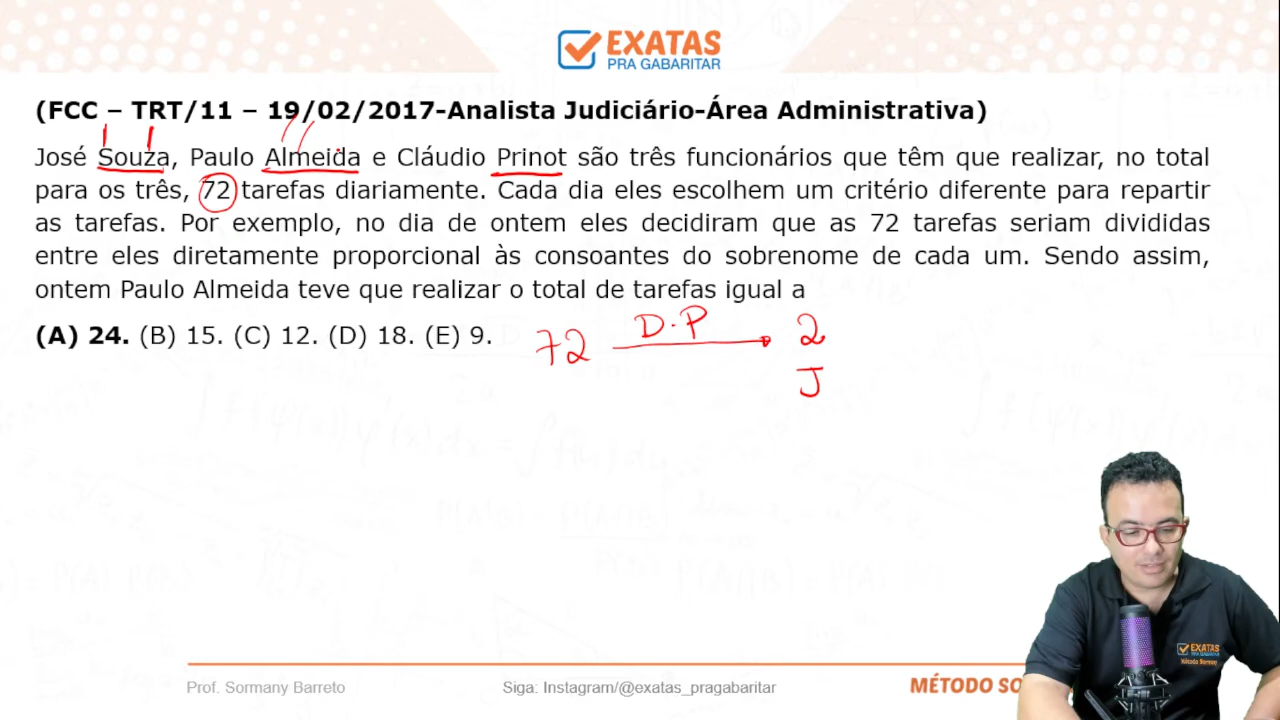 EXATAS
PRA GABARITAR
(FCC – TRT/11 – 19/02/2017-Analista Judiciário-Área Administrativa)
José Souza, Paulo Almeida e Cláudio Prinot são três funcionários que têm que realizar, no total
para os três, 72 tarefas diariamente. Cada dia eles escolhem um critério diferente para repartir
as tarefas. Por exemplo, no dia de ontem eles decidiram que as 72 tarefas seriam divididas
entre eles diretamente proporcional às consoantes do sobrenome de cada um. Sendo assim,
ontem Paulo Almeida teve que realizar o total de tarefas igual a
(A) 24. (B) 15. (C) 12. (D) 18. (E) 9.
72 D.P 2
J
EXATAS
PRA GABARITAR
Método Sormany
Prof. Sormany Barreto
Siga: Instagram/@exatas_pragabaritar
MÉTODO SO